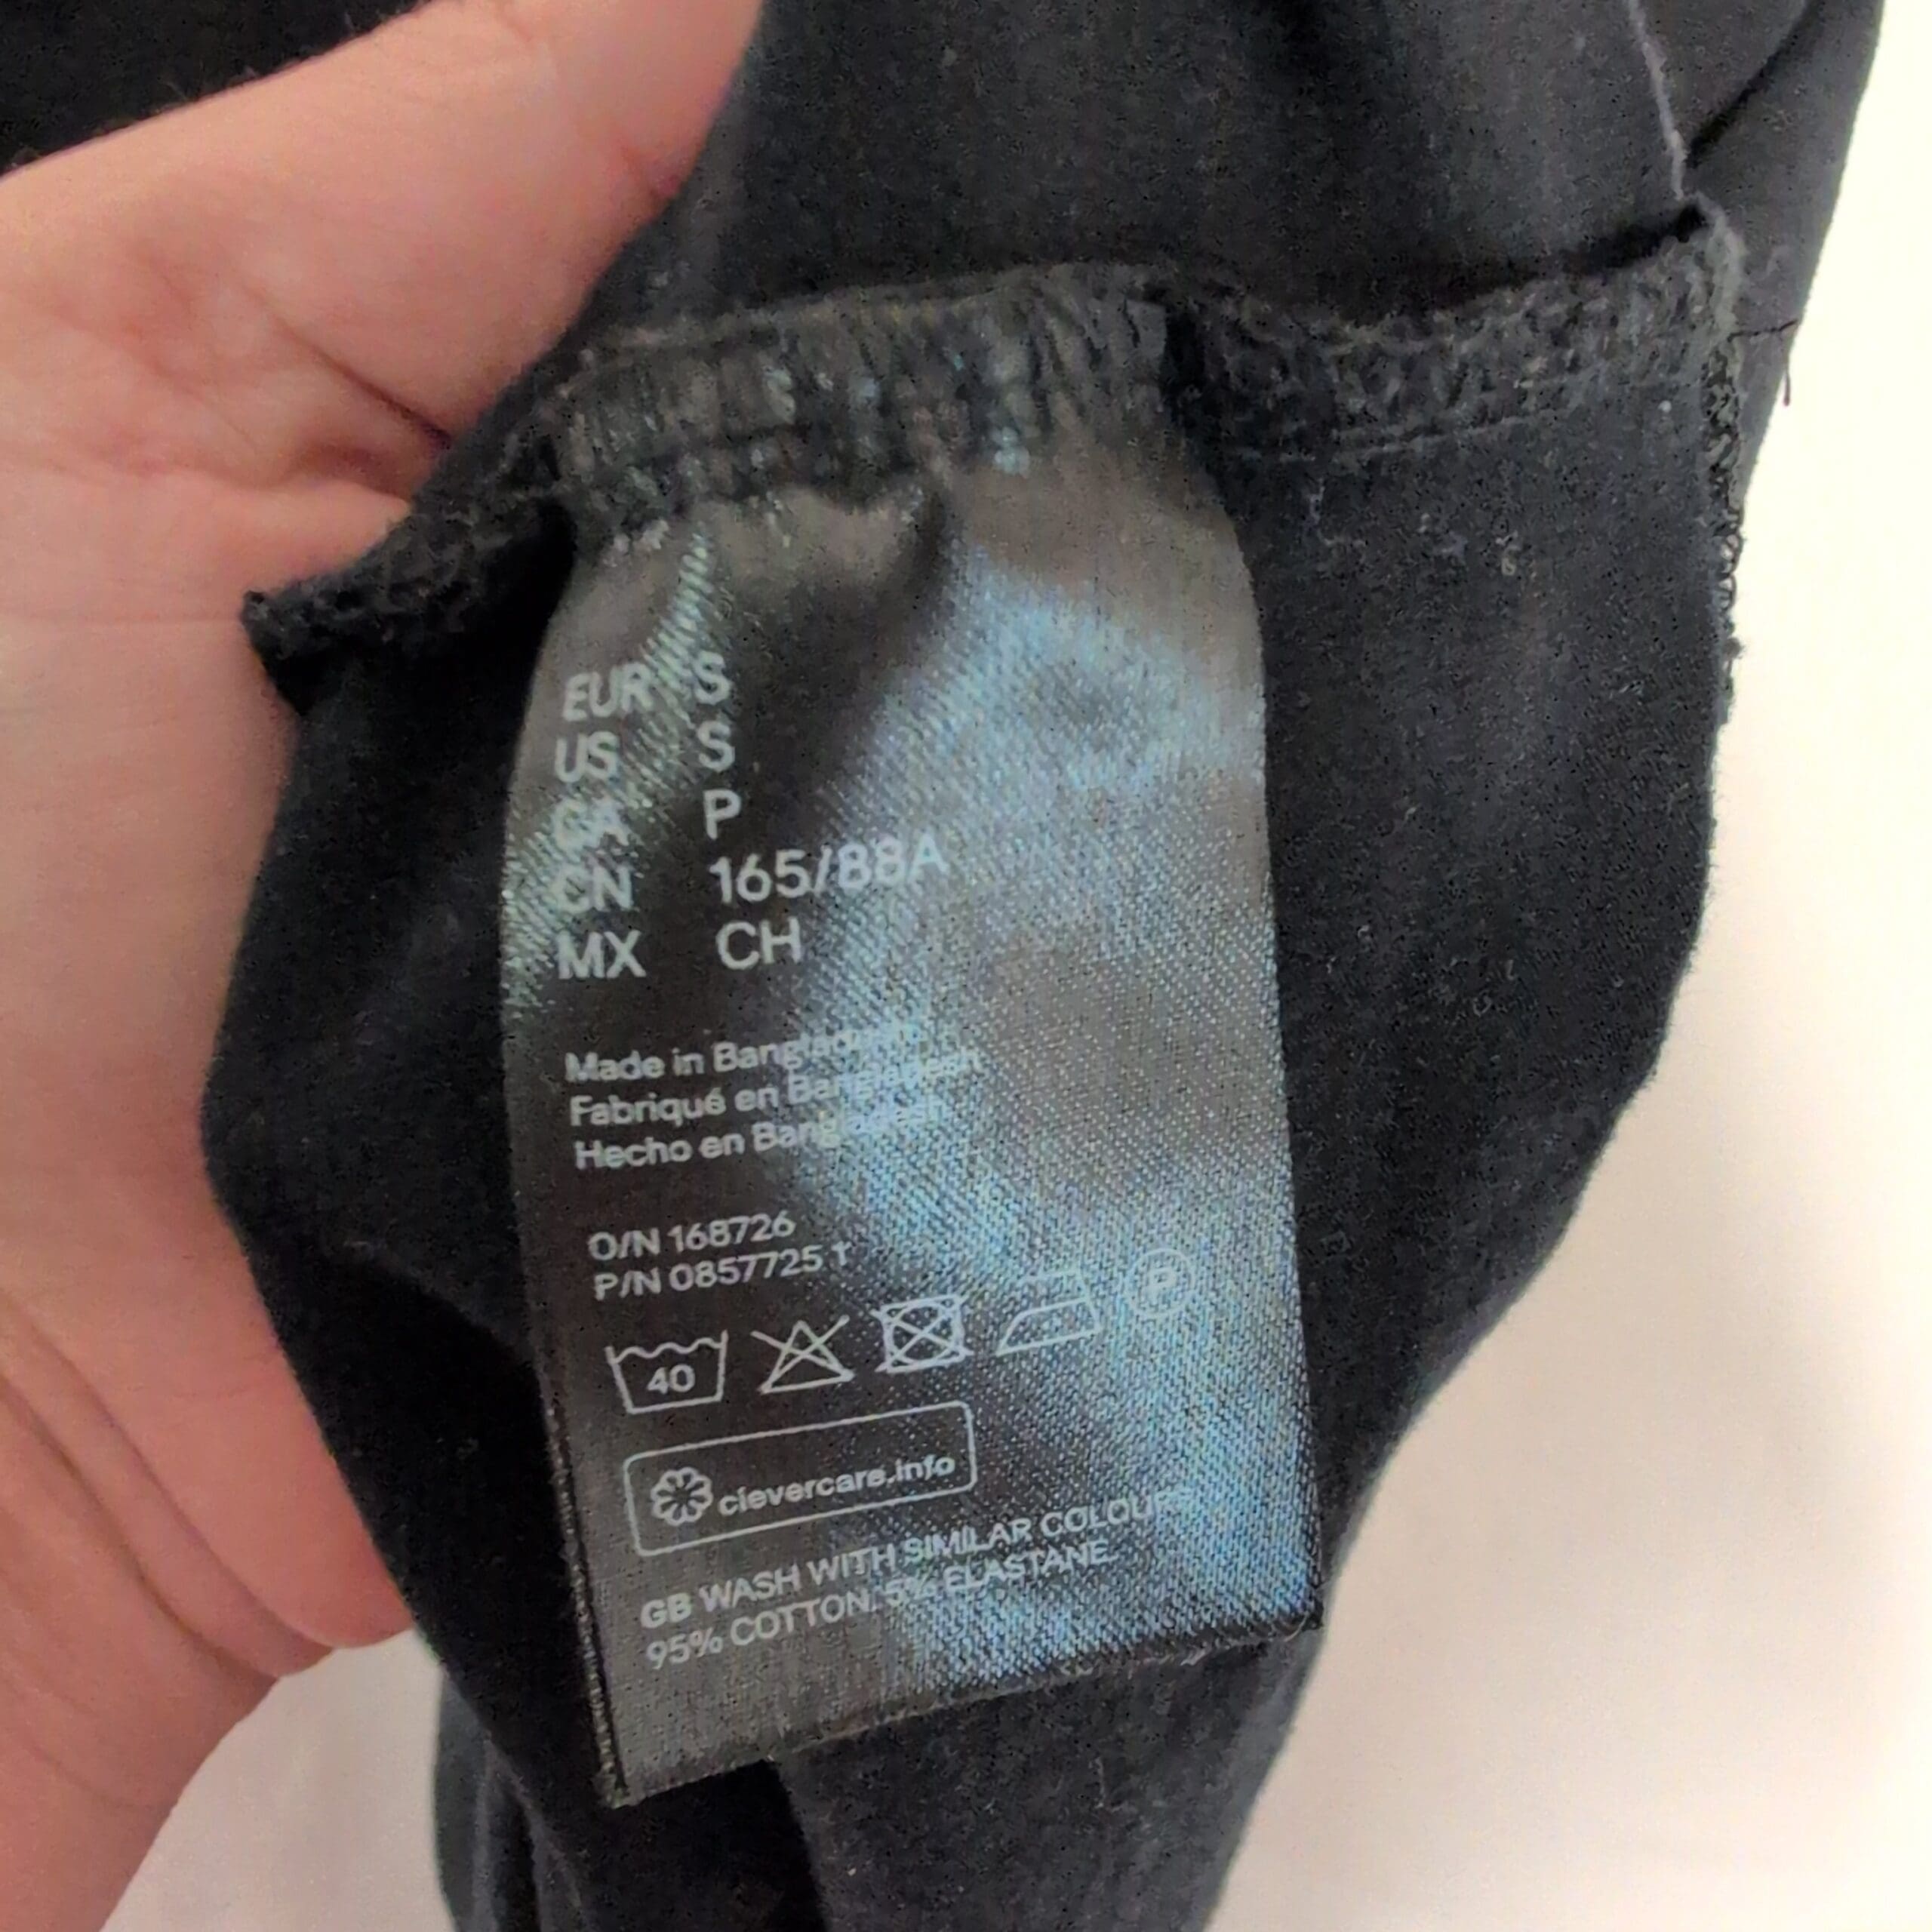 EUR S
US S
CA P
CN 165/88A
MX CH
Made in Bangladesh
Fabriqué en Bangladesh
Hecho en Bangladesh
O/N 168726
P/N 0857725 1
40 P
clevercare.info
GB WASH WITH SIMILAR COLOURS.
95% COTTON. 5% ELASTANE